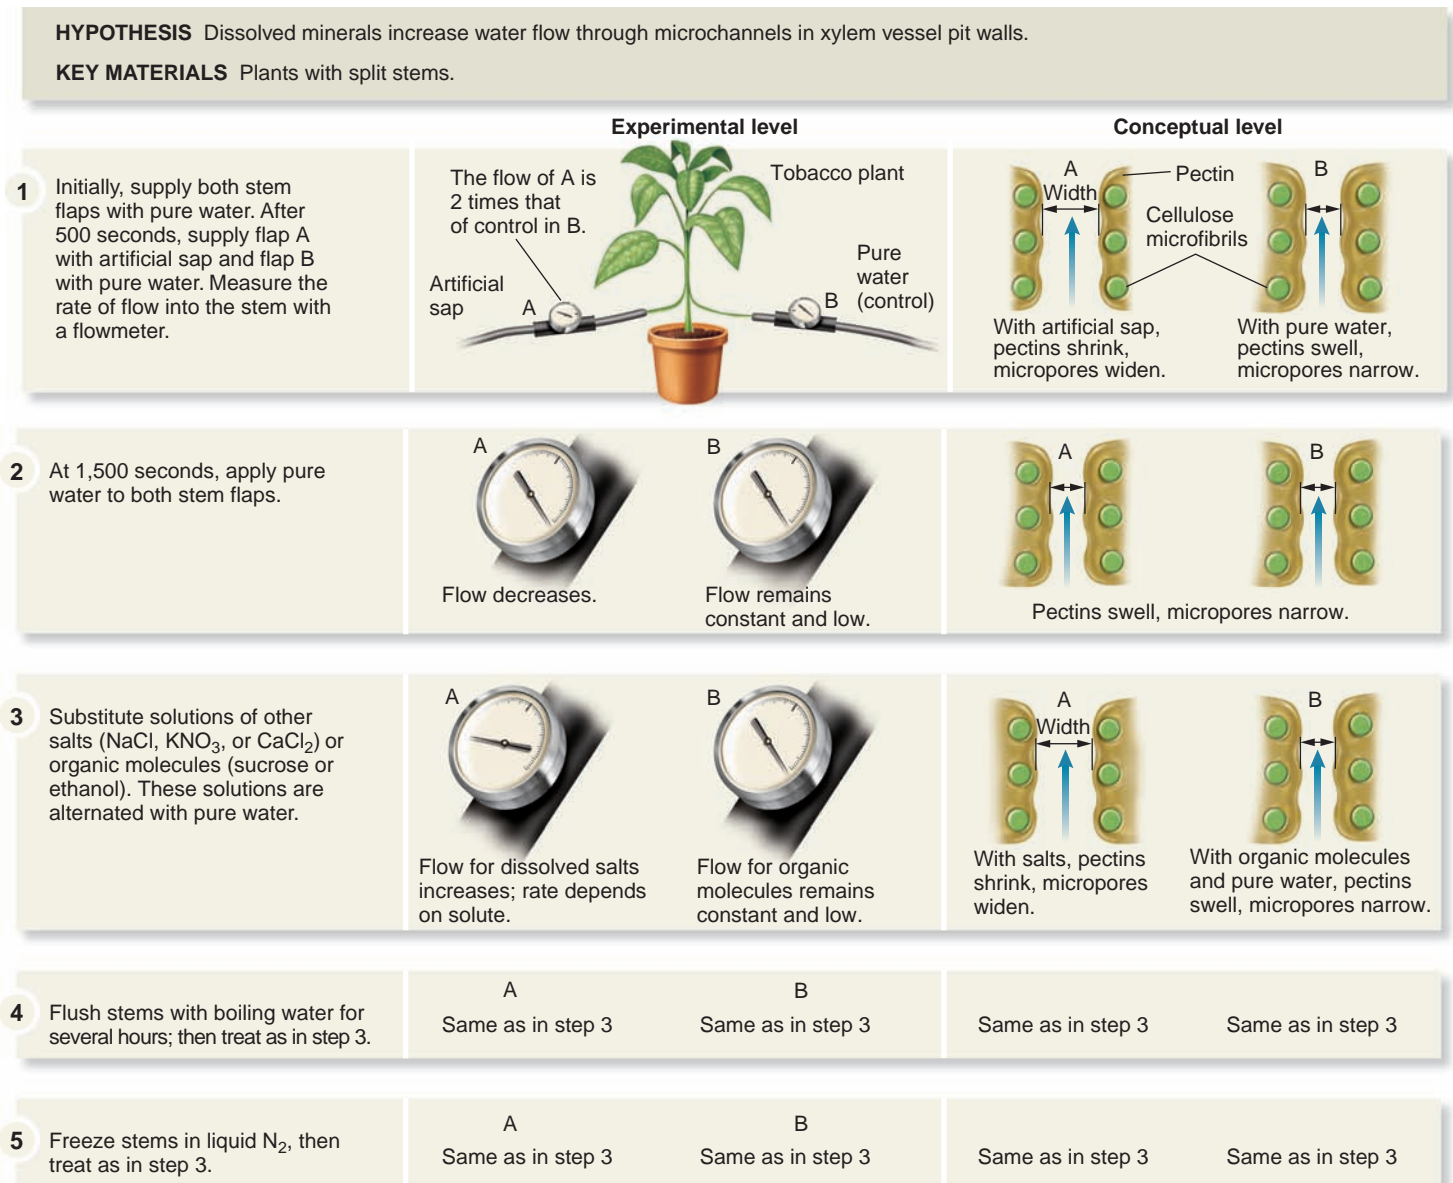 HYPOTHESIS Dissolved minerals increase water flow through microchannels in xylem vessel pit walls.
KEY MATERIALS Plants with split stems.
Experimental level
Conceptual level
1
Initially, supply both stem
flaps with pure water. After
500 seconds, supply flap A
with artificial sap and flap B
with pure water. Measure the
rate of flow into the stem with
a flowmeter.
The flow of A is
2 times that
of control in B.
Tobacco plant
Artificial
sap
A
B
Pure
water
(control)
A
Width
Pectin
Cellulose
microfibrils
B
With artificial sap,
pectins shrink,
micropores widen.
With pure water,
pectins swell,
micropores narrow.
2
At 1,500 seconds, apply pure
water to both stem flaps.
A
Flow decreases.
B
Flow remains
constant and low.
A
B
Pectins swell, micropores narrow.
3
Substitute solutions of other
salts (NaCl, KNO3, or CaCl2) or
organic molecules (sucrose or
ethanol). These solutions are
alternated with pure water.
A
Flow for dissolved salts
increases; rate depends
on solute.
B
Flow for organic
molecules remains
constant and low.
A
Width
With salts, pectins
shrink, micropores
widen.
B
With organic molecules
and pure water, pectins
swell, micropores narrow.
4
Flush stems with boiling water for
several hours; then treat as in step 3.
A
Same as in step 3
B
Same as in step 3
Same as in step 3
Same as in step 3
5
Freeze stems in liquid N2, then
treat as in step 3.
A
Same as in step 3
B
Same as in step 3
Same as in step 3
Same as in step 3